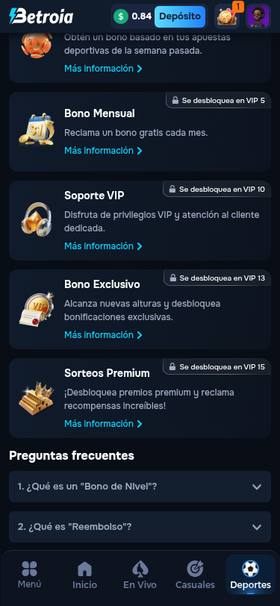 Betroia
$ 0.84 Depósito
1
Obtén un bono basado en tus apuestas
deportivas de la semana pasada.
Más Información
Se desbloquea en VIP 5
Bono Mensual
Reclama un bono gratis cada mes.
Más Información
Se desbloquea en VIP 10
Soporte VIP
Disfruta de privilegios VIP y atención al cliente
dedicada.
Más Información
Se desbloquea en VIP 13
Bono Exclusivo
Alcanza nuevas alturas y desbloquea
bonificaciones exclusivas.
Más Información
Se desbloquea en VIP 15
Sorteos Premium
¡Desbloquea premios premium y reclama
recompensas increíbles!
Más Información
Preguntas frecuentes
1. ¿Qué es un "Bono de Nivel"?
2. ¿Qué es "Reembolso"?
Menú Inicio En Vivo Casuales Deportes